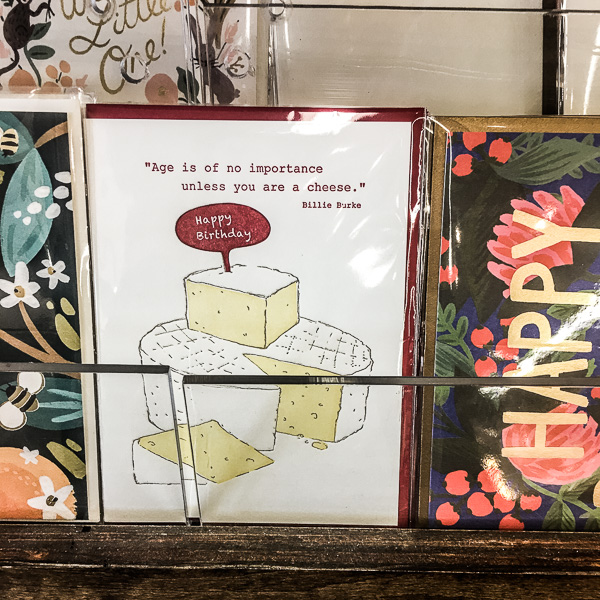 Little
One!
"Age is of no importance
unless you are a cheese."
Billie Burke
Happy
Birthday
HAPPY